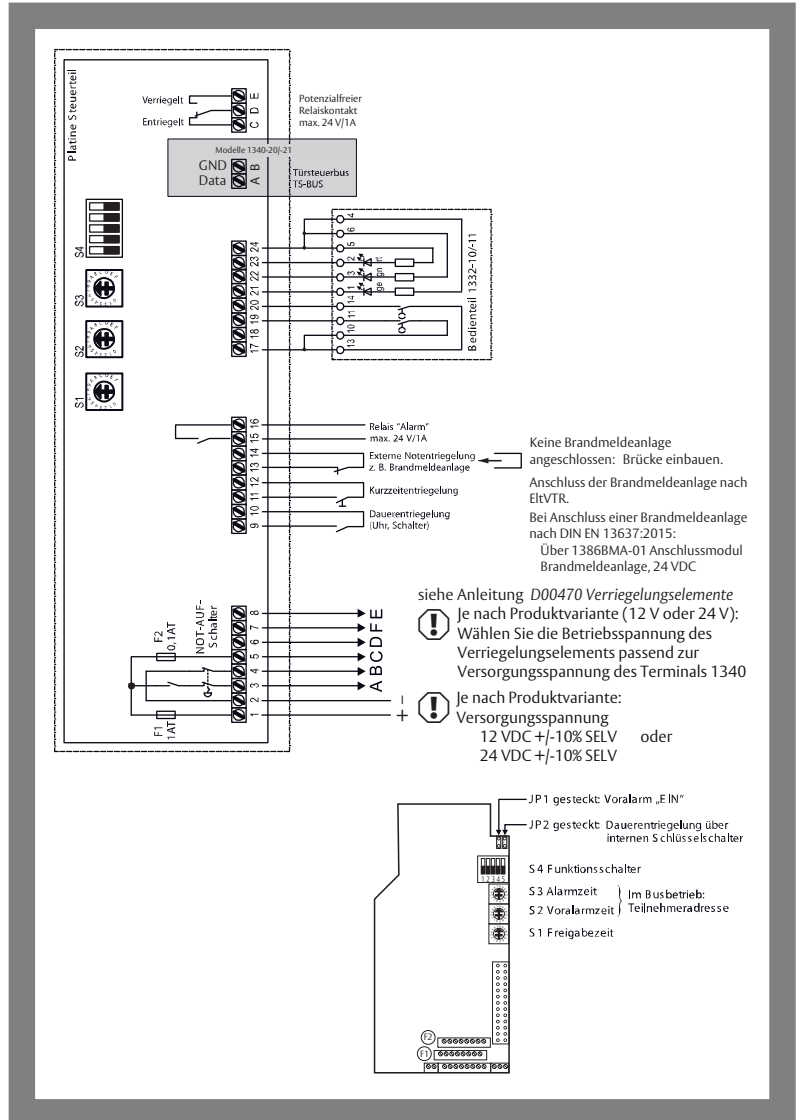 Platine Steuerteil
Verriegelt
Entriegelt
E
D
C
Potenzialfreier
Relaiskontakt
max. 24 V/1A
Modelle 1340-20/-21
GND
Data
B
A
Türsteuerbus
TS-BUS
S4
S3
S2
S1
24
23
22
21
20
19
18
17
4
6
5
2
3
1
14
11
10
13
rt
gn
ge
Bedienteil 1332-10/-11
16
15
14
13
12
11
10
9
Relais "Alarm"
max. 24 V/1A
Externe Notentriegelung
z. B. Brandmeldeanlage
Kurzzeitentriegelung
Dauerentriegelung
(Uhr, Schalter)
Keine Brandmeldeanlage
angeschlossen: Brücke einbauen.
Anschluss der Brandmeldeanlage nach
EltVTR.
Bei Anschluss einer Brandmeldeanlage
nach DIN EN 13637:2015:
Über 1386BMA-01 Anschlussmodul
Brandmeldeanlage, 24 VDC
F2
0,1AT
NOT-AUF-
Schalter
F1
1AT
8
7
6
5
4
3
2
1
A B C D F E
siehe Anleitung D00470 Verriegelungselemente
Je nach Produktvariante (12 V oder 24 V):
Wählen Sie die Betriebsspannung des
Verriegelungselements passend zur
Versorgungsspannung des Terminals 1340
–
+
Je nach Produktvariante:
Versorgungsspannung
12 VDC +/-10% SELV oder
24 VDC +/-10% SELV
JP1 gesteckt: Voralarm „EIN“
JP2 gesteckt: Dauerentriegelung über
internen Schlüsselschalter
S4 Funktionsschalter
1 2 3 4 5
S3 Alarmzeit
S2 Voralarmzeit
Im Busbetrieb:
Teilnehmeradresse
S1 Freigabezeit
F2
F1